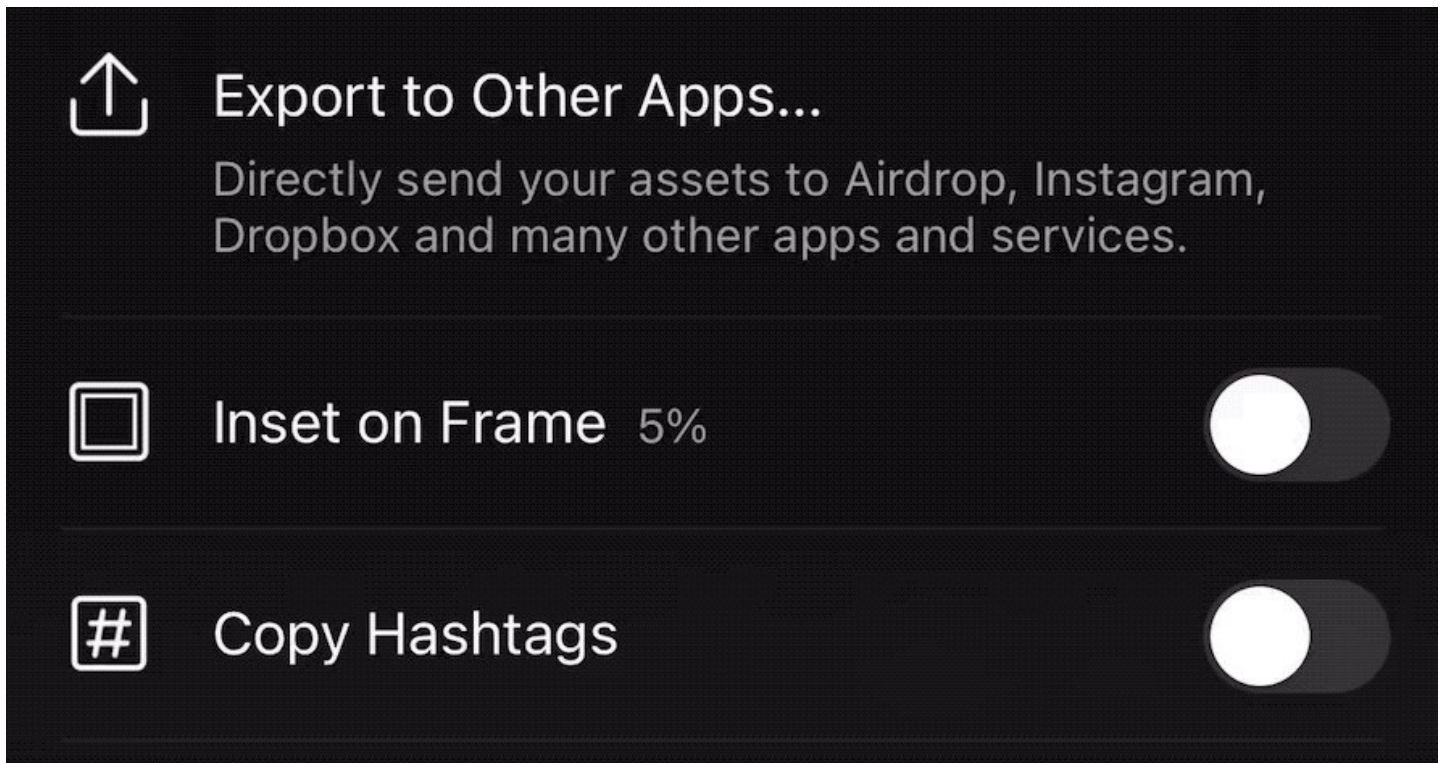 Export to Other Apps...
Directly send your assets to Airdrop, Instagram,
Dropbox and many other apps and services.
Inset on Frame 5%
# Copy Hashtags